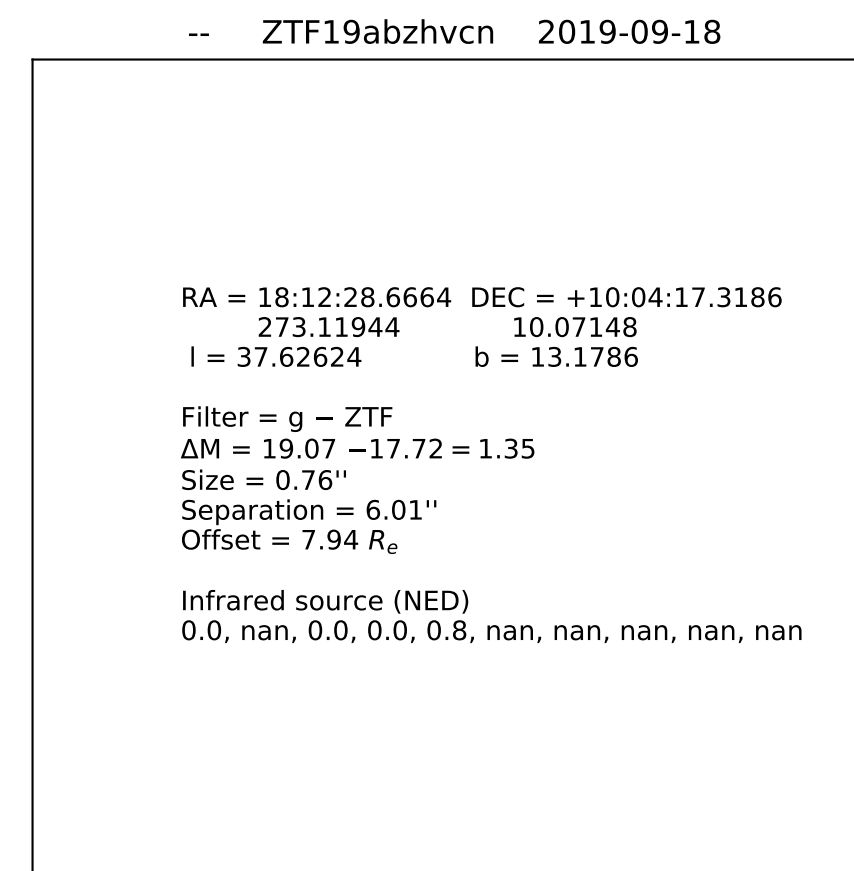 -- ZTF19abzhvcn 2019-09-18
RA = 18:12:28.6664 DEC = +10:04:17.3186
273.11944 10.07148
l = 37.62624 b = 13.1786
Filter = g − ZTF
ΔM = 19.07 −17.72 = 1.35
Size = 0.76''
Separation = 6.01''
Offset = 7.94 Re
Infrared source (NED)
0.0, nan, 0.0, 0.0, 0.8, nan, nan, nan, nan, nan